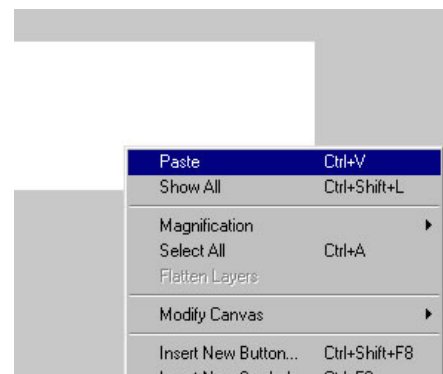 Paste Ctrl+V
Show All Ctrl+Shift+L
Magnification
Select All Ctrl+A
Flatten Layers
Modify Canvas
Insert New Button... Ctrl+Shift+F8